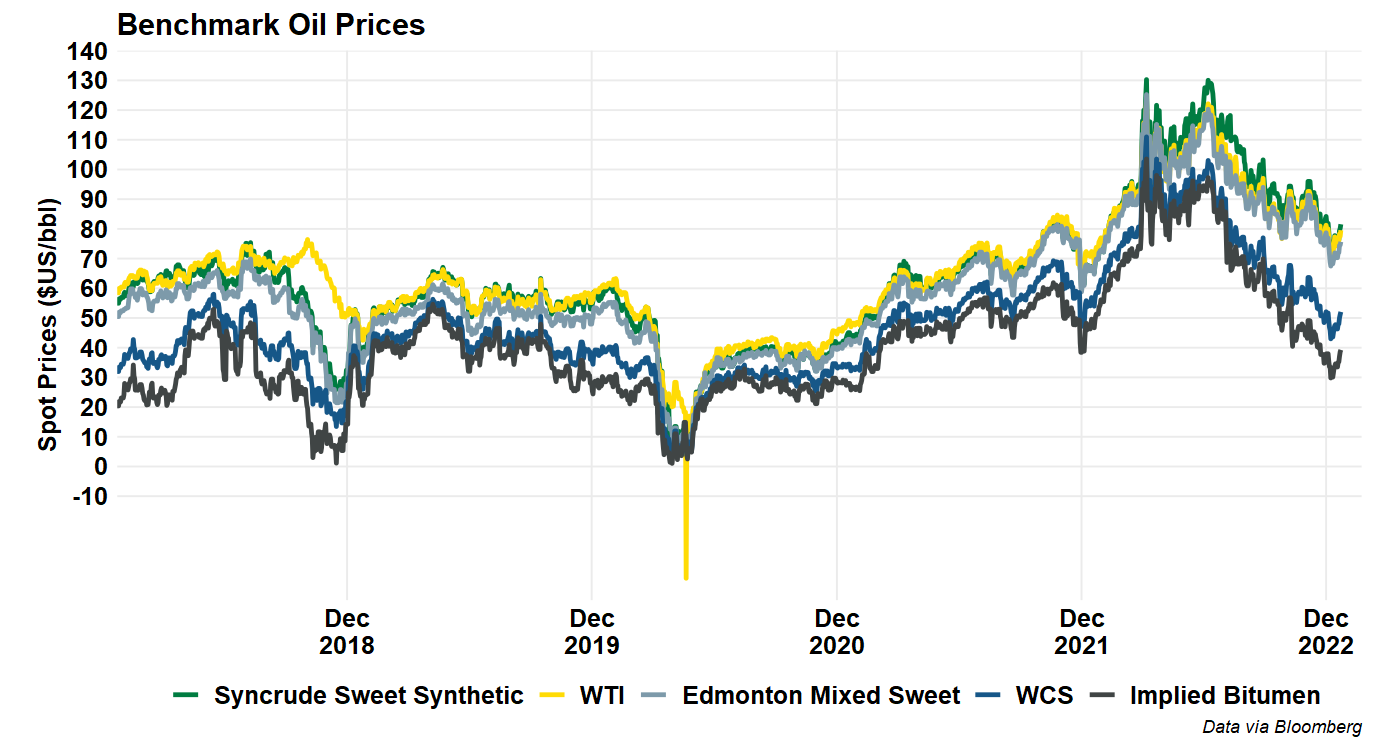 Benchmark Oil Prices
140
130
120
110
100
90
80
70
60
50
40
30
20
10
0
-10
Spot Prices ($US/bbl)
Dec Dec Dec Dec Dec
2018 2019 2020 2021 2022
Syncrude Sweet Synthetic WTI Edmonton Mixed Sweet WCS Implied Bitumen
Data via Bloomberg